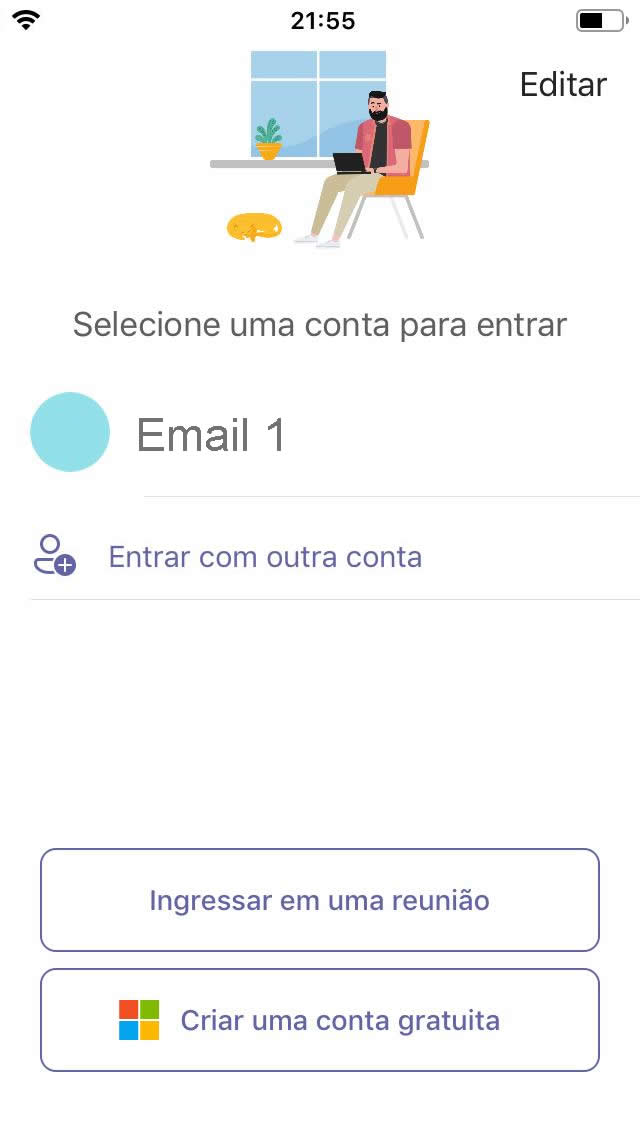 21:55
Editar
Selecione uma conta para entrar
Email 1
Entrar com outra conta
Ingressar em uma reunião
Criar uma conta gratuita